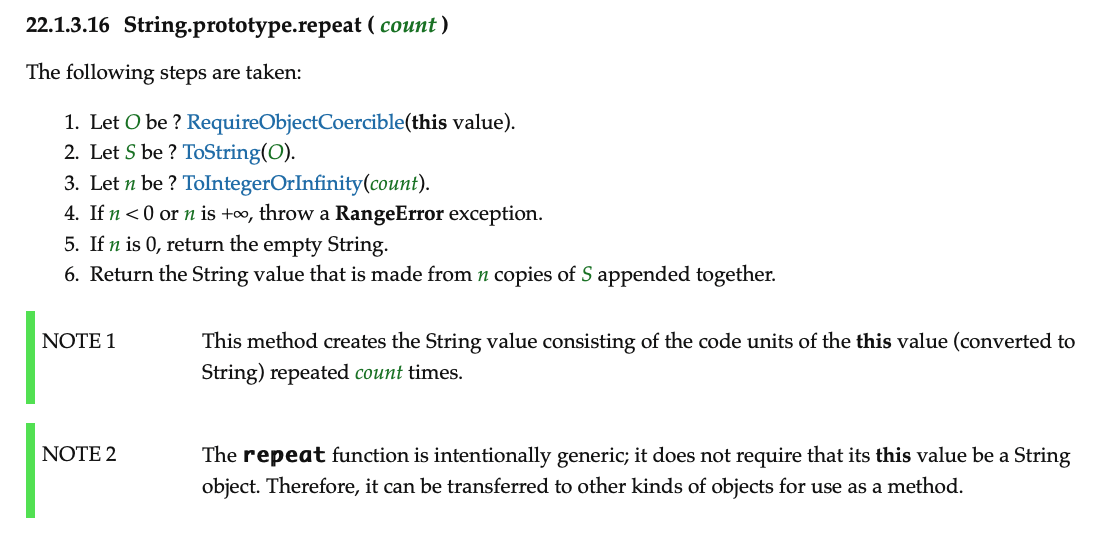 22.1.3.16 String.prototype.repeat ( count )
The following steps are taken:
1. Let O be ? RequireObjectCoercible(this value).
2. Let S be ? ToString(O).
3. Let n be ? ToIntegerOrInfinity(count).
4. If n < 0 or n is +∞, throw a RangeError exception.
5. If n is 0, return the empty String.
6. Return the String value that is made from n copies of S appended together.
NOTE 1 This method creates the String value consisting of the code units of the this value (converted to
String) repeated count times.
NOTE 2 The repeat function is intentionally generic; it does not require that its this value be a String
object. Therefore, it can be transferred to other kinds of objects for use as a method.